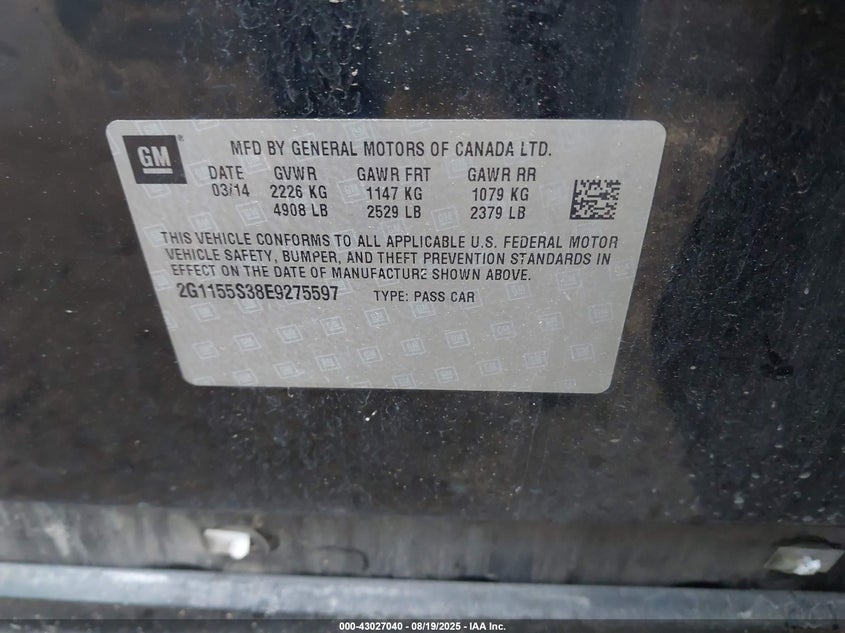 GM
MFD BY GENERAL MOTORS OF CANADA LTD.
DATE GVWR GAWR FRT GAWR RR
03/14 2226 KG 1147 KG 1079 KG
4908 LB 2529 LB 2379 LB
THIS VEHICLE CONFORMS TO ALL APPLICABLE U.S. FEDERAL MOTOR
VEHICLE SAFETY, BUMPER, AND THEFT PREVENTION STANDARDS IN
EFFECT ON THE DATE OF MANUFACTURE SHOWN ABOVE.
2G1155S38E9275597 TYPE: PASS CAR
000-43027040 - 08/19/2025 - IAA Inc.